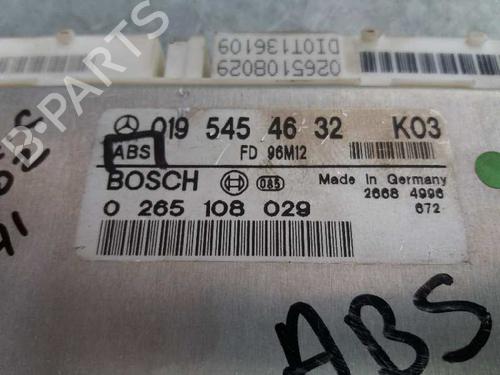 DIOT136109
0265108029
019 545 46 32 K03
ABS FD 96M12
BOSCH 085 Made in Germany
0 265 108 029 2668 4996
672
ABS
B-PARTS